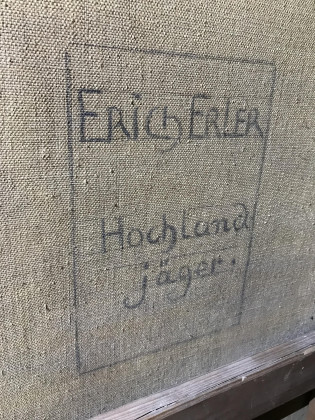 Erich Erler
Hochland
jäger.